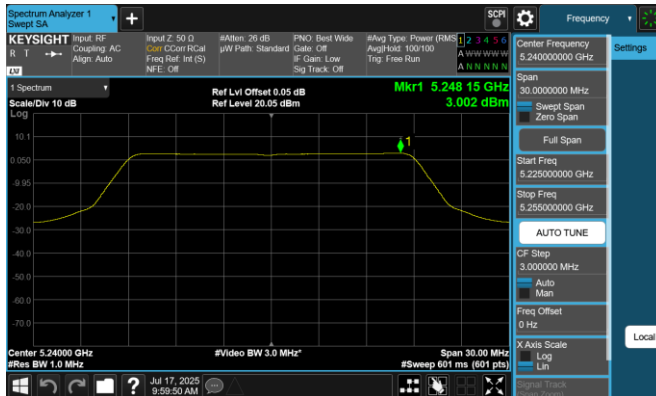 Spectrum Analyzer 1
Swept SA
+
SCPI
Frequency
KEYSIGHT
R T
LXI
Input: RF
Coupling: AC
Align: Auto
Input Z: 50 Ω
Corr CCorr RCal
Freq Ref: Int (S)
NFE: Off
#Atten: 26 dB
µW Path: Standard
PNO: Best Wide
Gate: Off
IF Gain: Low
Sig Track: Off
#Avg Type: Power (RMS
Avg|Hold: 100/100
Trig: Free Run
1 2 3 4 5 6
A W W W W W
A N N N N N
1 Spectrum
Scale/Div 10 dB
Log
Ref Lvl Offset 0.05 dB
Ref Level 20.05 dBm
Mkr1 5.248 15 GHz
3.002 dBm
10.1
0.050
-9.95
-20.0
-30.0
-40.0
-50.0
-60.0
-70.0
1
Center 5.24000 GHz
#Res BW 1.0 MHz
#Video BW 3.0 MHz*
Span 30.00 MHz
#Sweep 601 ms (601 pts)
Jul 17, 2025
9:59:50 AM
?
Center Frequency
5.240000000 GHz
Span
30.0000000 MHz
Swept Span
Zero Span
Full Span
Start Freq
5.225000000 GHz
Stop Freq
5.255000000 GHz
AUTO TUNE
CF Step
3.000000 MHz
Auto
Man
Freq Offset
0 Hz
X Axis Scale
Log
Lin
Signal Track
(Span Zoom)
Settings
Local